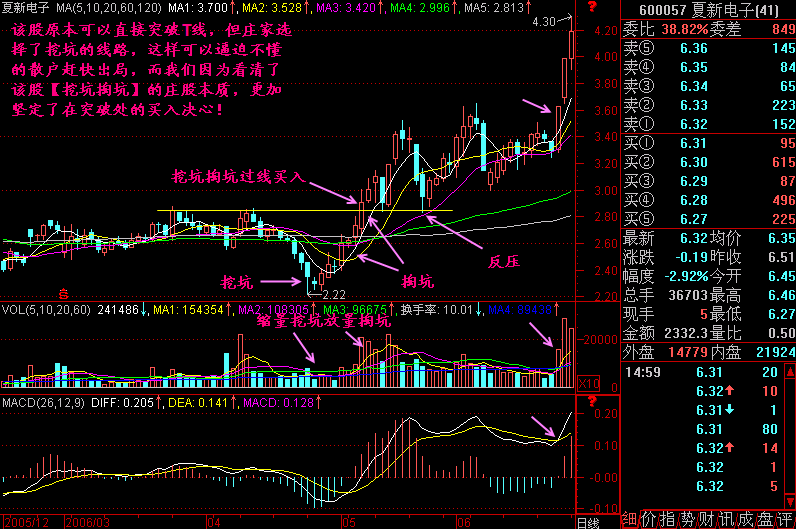 夏新电子 MA(5,10,20,60,120) MA1: 3.700↑, MA2: 3.528↑, MA3: 3.420↑, MA4: 2.996↑, MA5: 2.813↑
该股原本可以直接突破T线，但庄家选
择了挖坑的线路，这样可以逼迫不懂
的散户赶快出局，而我们因为看清了
该股【挖坑掏坑】的庄股本质，更加
坚定了在突破处的买入决心！
4.30
4.20
4.00
3.80
3.60
3.40
3.20
3.00
2.80
2.60
2.40
2.20
挖坑掏坑过线买入
反压
掏坑
挖坑
2.22
VOL(5,10,20,60) 241486↓, MA1: 154354↑, MA2: 108305↑, MA3: 96675↑, 换手率: 10.01↓, MA4: 89438↑
缩量挖坑放量掏坑
20000
X10
0
MACD(26,12,9) DIFF: 0.205↑, DEA: 0.141↑, MACD: 0.128↑
0.20
0.10
-0.00
-0.10
2005/12 2006/03 04 05 06 日线
600057 夏新电子(41)
委比 38.82% 委差 849
卖⑤ 6.36 145
卖④ 6.35 84
卖③ 6.34 65
卖② 6.33 223
卖① 6.32 152
买① 6.31 95
买② 6.30 615
买③ 6.29 87
买④ 6.28 496
买⑤ 6.27 225
最新 6.32 均价 6.35
涨跌 -0.19 昨收 6.51
幅度 -2.92% 今开 6.45
总手 36703 最高 6.46
现手 5 最低 6.27
金额 2332.3 量比 0.50
外盘 14779 内盘 21924
14:59 6.31 20
6.32↑ 10
6.31↓ 1
6.31 80
6.32↑ 14
6.32 1
6.32 5
细 价 指 势 财 讯 成 盘 评